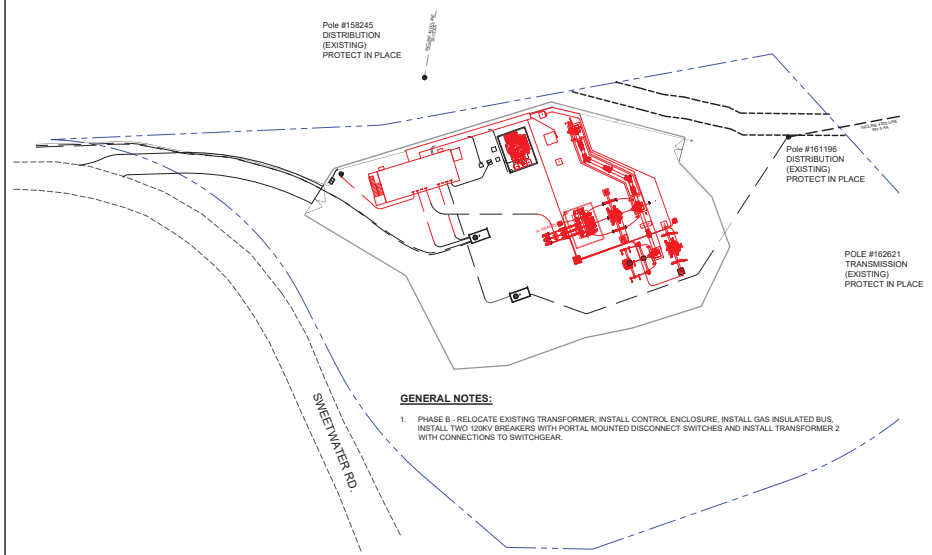 Pole #158245
DISTRIBUTION
(EXISTING)
PROTECT IN PLACE
Pole #161196
DISTRIBUTION
(EXISTING)
PROTECT IN PLACE
POLE #162621
TRANSMISSION
(EXISTING)
PROTECT IN PLACE
SWEETWATER RD.
GENERAL NOTES:
1. PHASE B - RELOCATE EXISTING TRANSFORMER, INSTALL CONTROL ENCLOSURE, INSTALL GAS INSULATED BUS,
INSTALL TWO 120KV BREAKERS WITH PORTAL MOUNTED DISCONNECT SWITCHES AND INSTALL TRANSFORMER 2
WITH CONNECTIONS TO SWITCHGEAR.